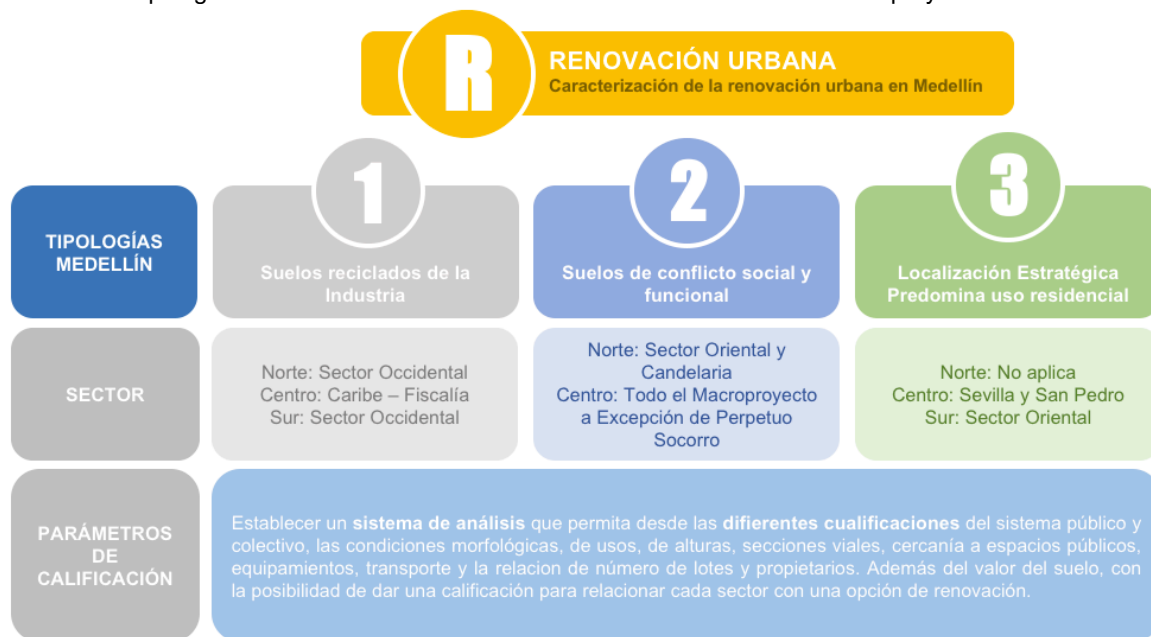 R
RENOVACIÓN URBANA
Caracterización de la renovación urbana en Medellín
TIPOLOGÍAS
MEDELLÍN
1
Suelos reciclados de la
Industria
2
Suelos de conflicto social y
funcional
3
Localización Estratégica
Predomina uso residencial
SECTOR
Norte: Sector Occidental
Centro: Caribe – Fiscalía
Sur: Sector Occidental
Norte: Sector Oriental y
Candelaria
Centro: Todo el Macroproyecto
a Excepción de Perpetuo
Socorro
Norte: No aplica
Centro: Sevilla y San Pedro
Sur: Sector Oriental
PARÁMETROS
DE
CALIFICACIÓN
Establecer un sistema de análisis que permita desde las difierentes cualificaciones del sistema público y
colectivo, las condiciones morfológicas, de usos, de alturas, secciones viales, cercanía a espacios públicos,
equipamientos, transporte y la relacion de número de lotes y propietarios. Además del valor del suelo, con
la posibilidad de dar una calificación para relacionar cada sector con una opción de renovación.